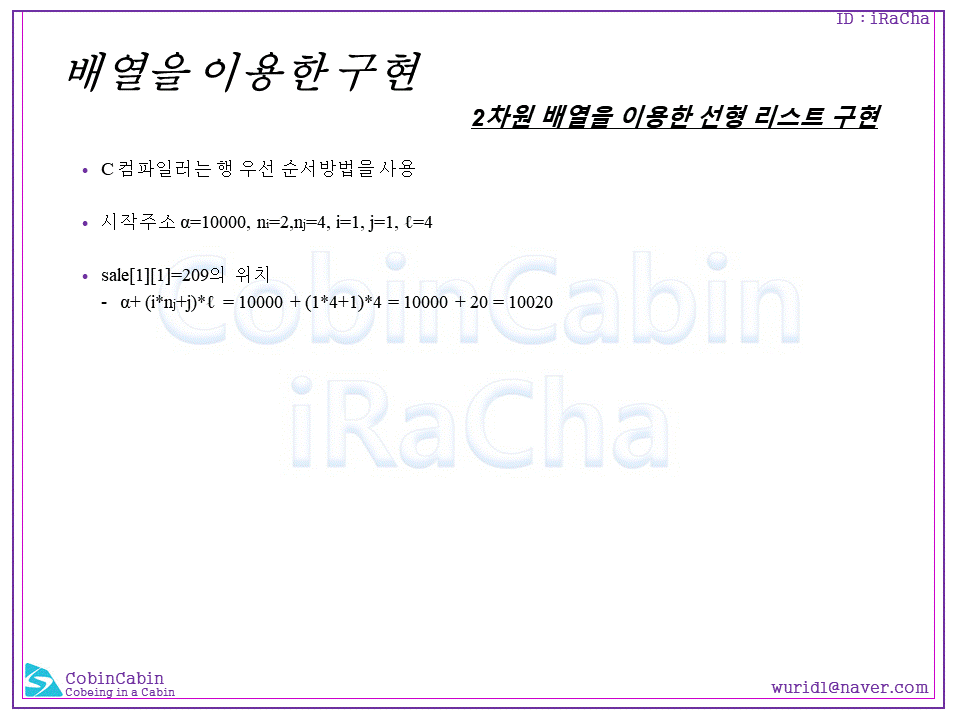 ID : iRaCha
배열을 이용한 구현
2차원 배열을 이용한 선형 리스트 구현
• C 컴파일러는 행 우선 순서방법을 사용
• 시작주소 α=10000, ni=2,nj=4, i=1, j=1, ℓ=4
• sale[1][1]=209의 위치
- α+ (i*nj+j)*ℓ = 10000 + (1*4+1)*4 = 10000 + 20 = 10020
CobinCabin
iRaCha
CobinCabin
Cobeing in a Cabin
wurid1@naver.com